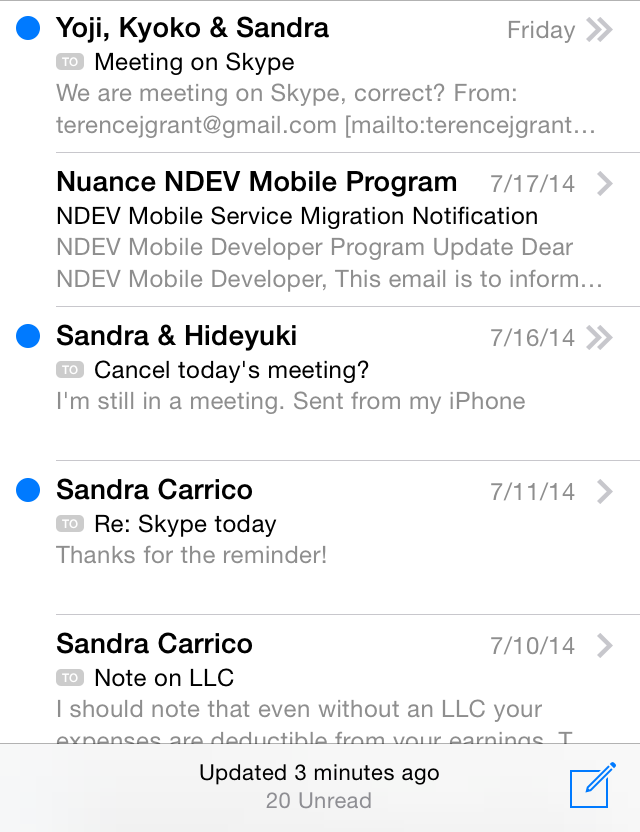 Yoji, Kyoko & Sandra Friday
TO Meeting on Skype
We are meeting on Skype, correct? From:
terencejgrant@gmail.com [mailto:terencejgrant…
Nuance NDEV Mobile Program 7/17/14
NDEV Mobile Service Migration Notification
NDEV Mobile Developer Program Update Dear
NDEV Mobile Developer, This email is to inform…
Sandra & Hideyuki 7/16/14
TO Cancel today's meeting?
I'm still in a meeting. Sent from my iPhone
Sandra Carrico 7/11/14
TO Re: Skype today
Thanks for the reminder!
Sandra Carrico 7/10/14
TO Note on LLC
I should note that even without an LLC your
expenses are deductible from your earnings. T
Updated 3 minutes ago
20 Unread